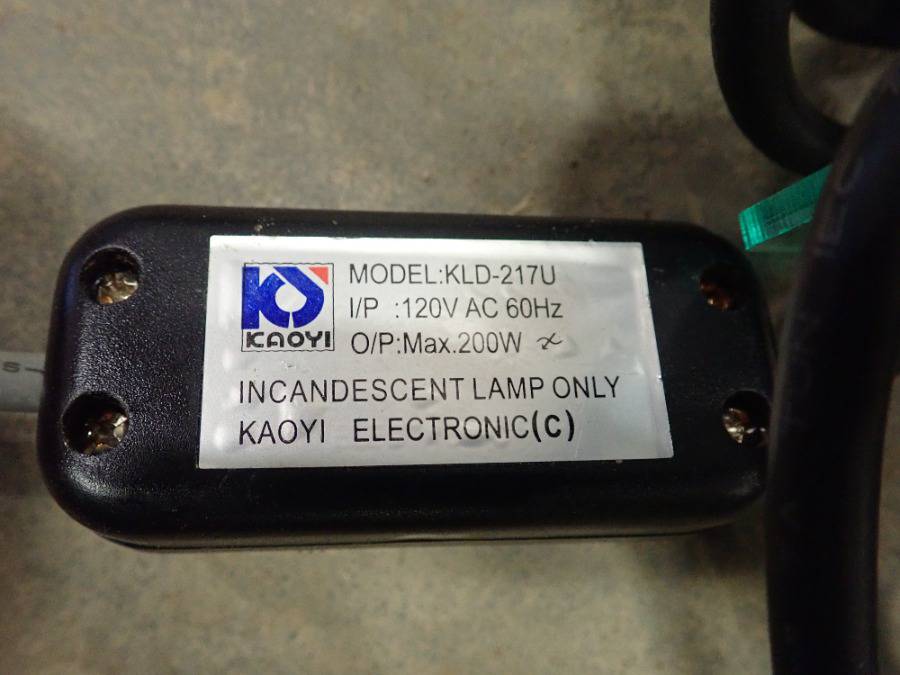 MODEL:KLD-217U
I/P :120V AC 60Hz
KAOYI
O/P:Max.200W
INCANDESCENT LAMP ONLY
KAOYI ELECTRONIC(C)